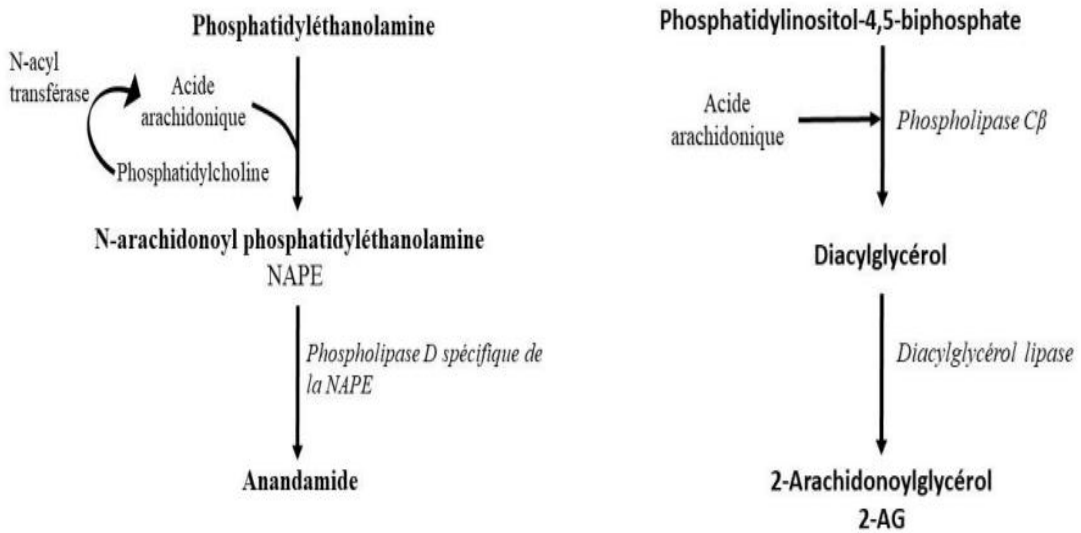 Phosphatidyléthanolamine
N-acyl
transférase
Acide
arachidonique
Phosphatidylcholine
N-arachidonoyl phosphatidyléthanolamine
NAPE
Phospholipase D spécifique de
la NAPE
Anandamide
Phosphatidylinositol-4,5-biphosphate
Acide
arachidonique
Phospholipase Cβ
Diacylglycérol
Diacylglycérol lipase
2-Arachidonoylglycérol
2-AG